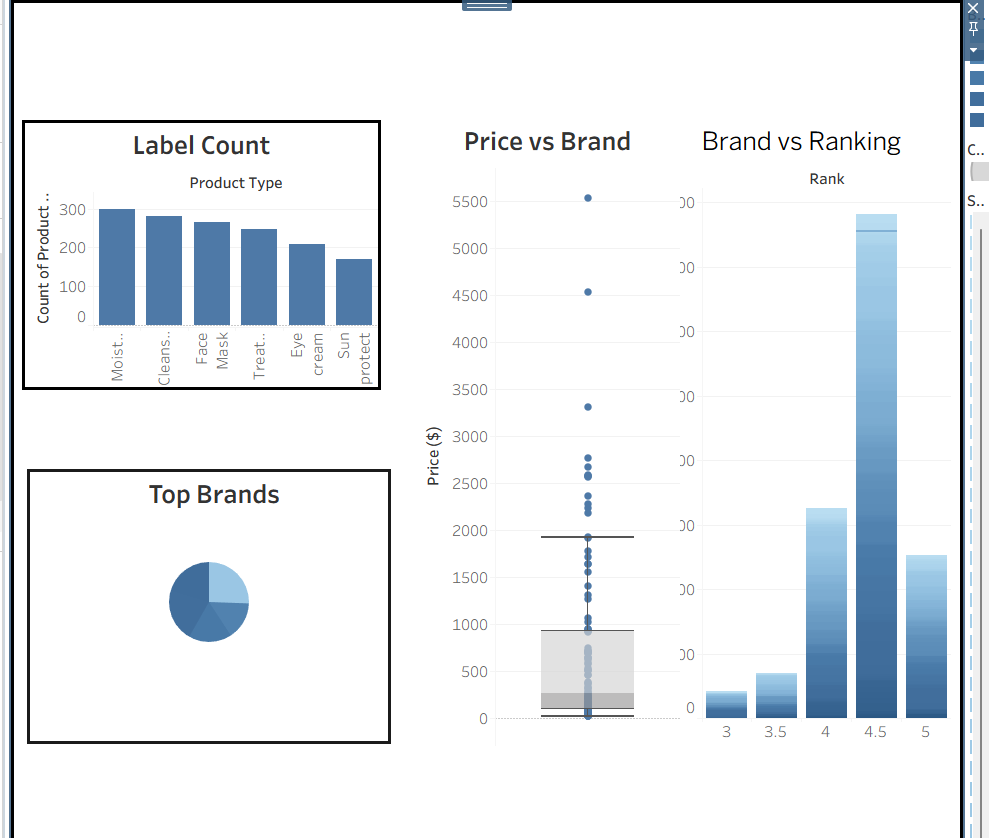 Label Count
Product Type
Count of Product ..
300
200
100
0
Moist..
Cleans..
Face
Mask
Treat..
Eye
cream
Sun
protect
Top Brands
Price vs Brand
Price ($)
5500
5000
4500
4000
3500
3000
2500
2000
1500
1000
500
0
Brand vs Ranking
Rank
00
00
00
00
00
00
00
00
0
3
3.5
4
4.5
5
C..
S..